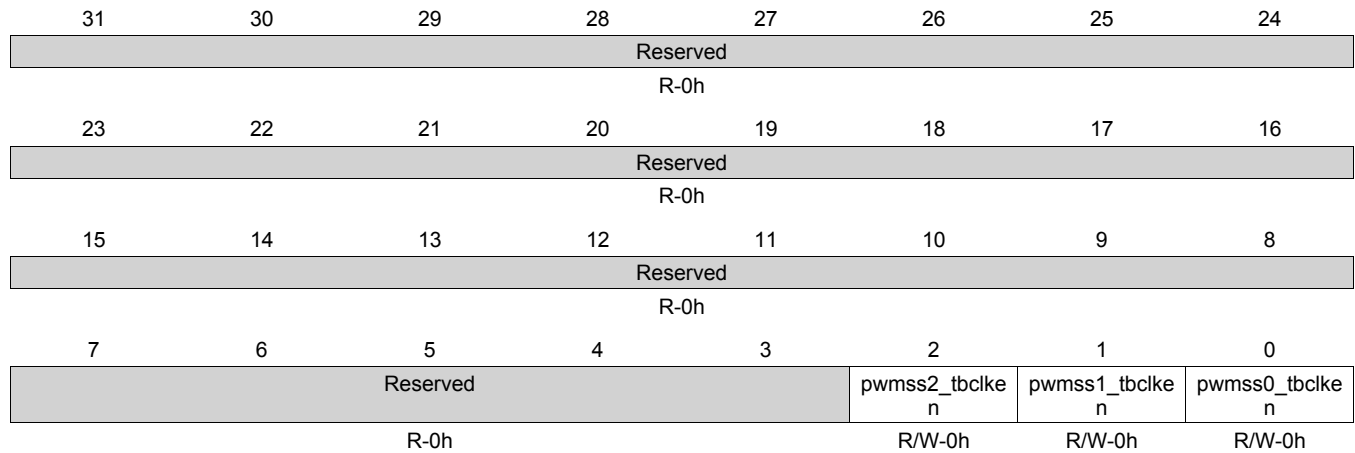 31 30 29 28 27 26 25 24
Reserved
R-0h
23 22 21 20 19 18 17 16
Reserved
R-0h
15 14 13 12 11 10 9 8
Reserved
R-0h
7 6 5 4 3 2 1 0
Reserved pwmss2_tbclke pwmss1_tbclke pwmss0_tbclke
n n n
R-0h R/W-0h R/W-0h R/W-0h